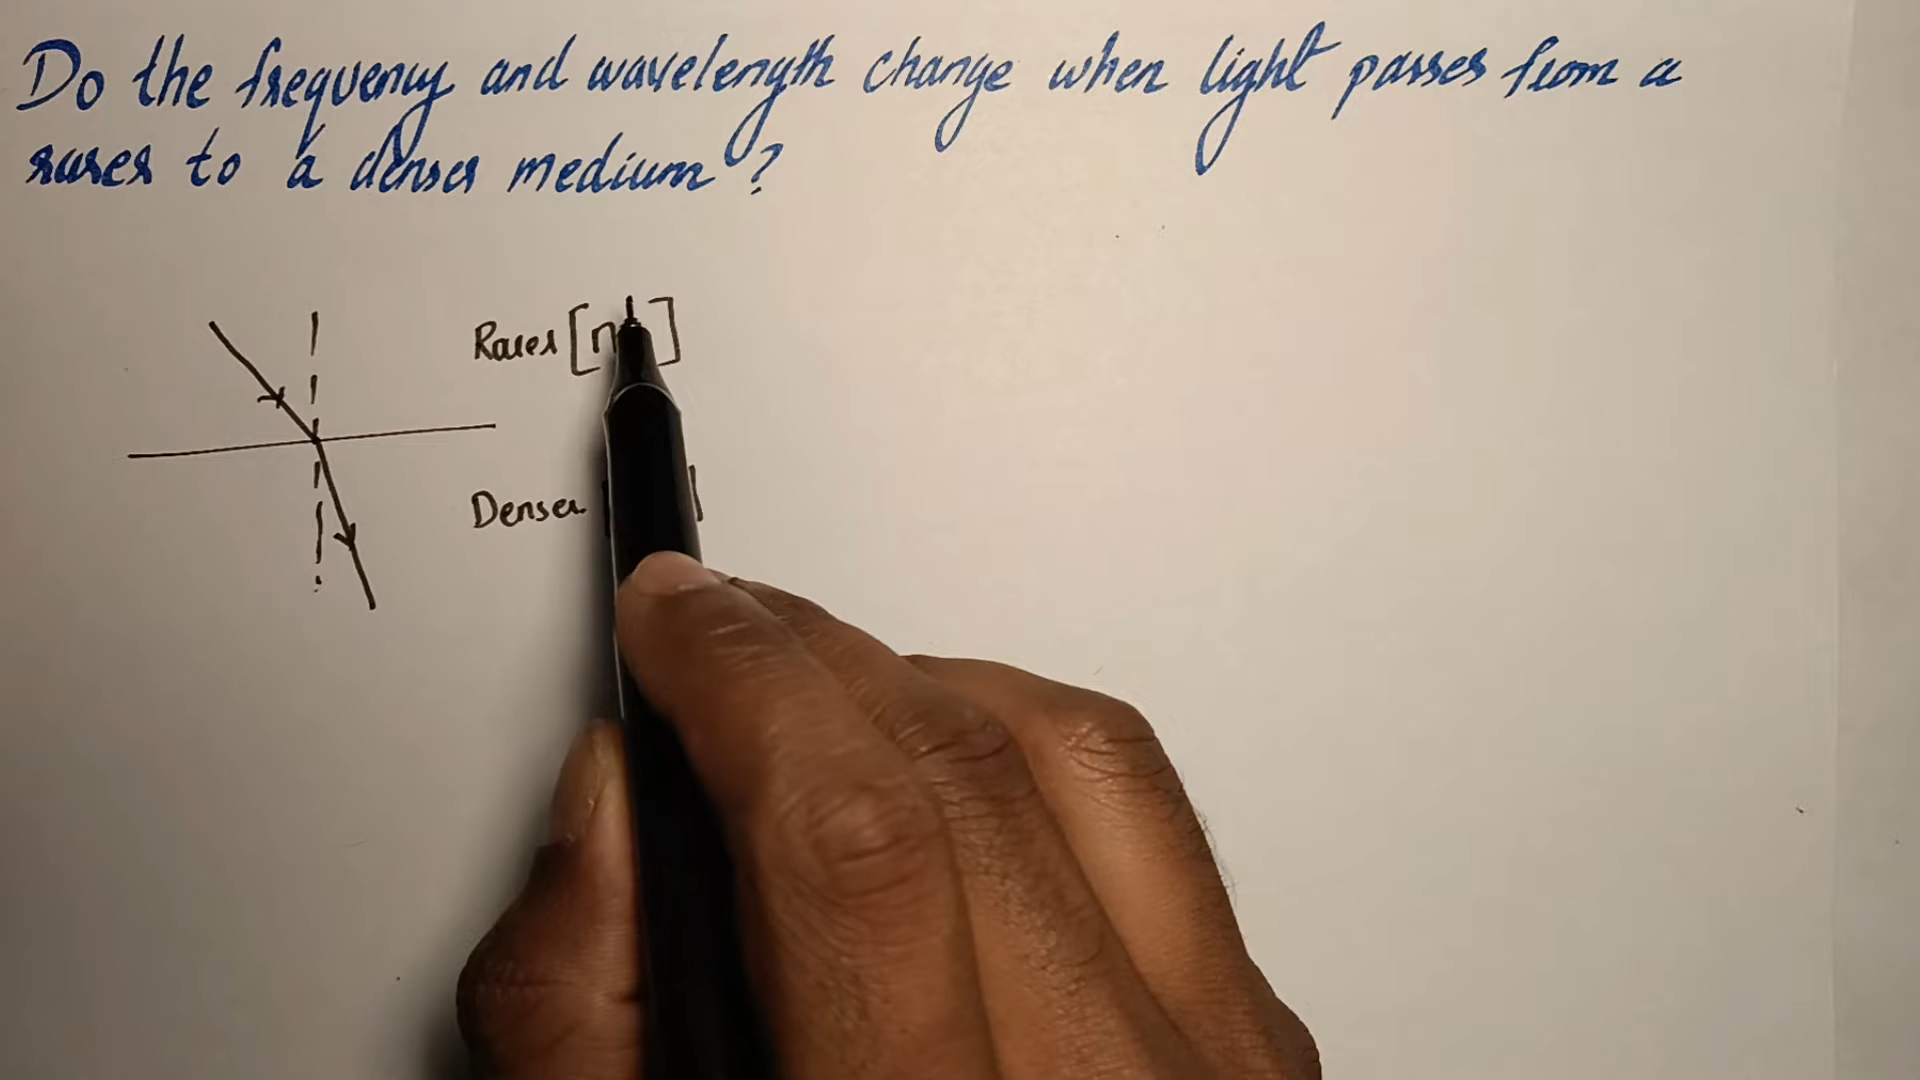 Do the frequency and wavelength change when light passes from a
rarer to a denser medium?
Rarer [n ]
Denser